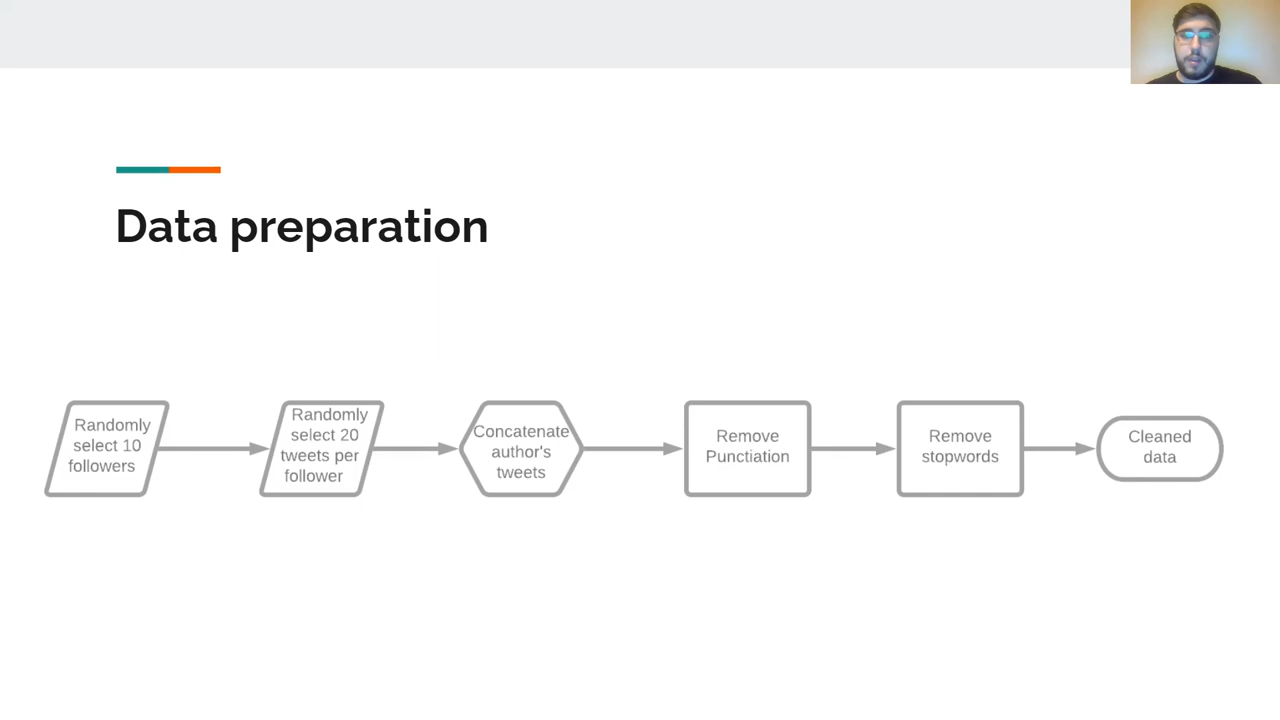 Data preparation
Randomly
select 10
followers
Randomly
select 20
tweets per
follower
Concatenate
author's
tweets
Remove
Punctiation
Remove
stopwords
Cleaned
data